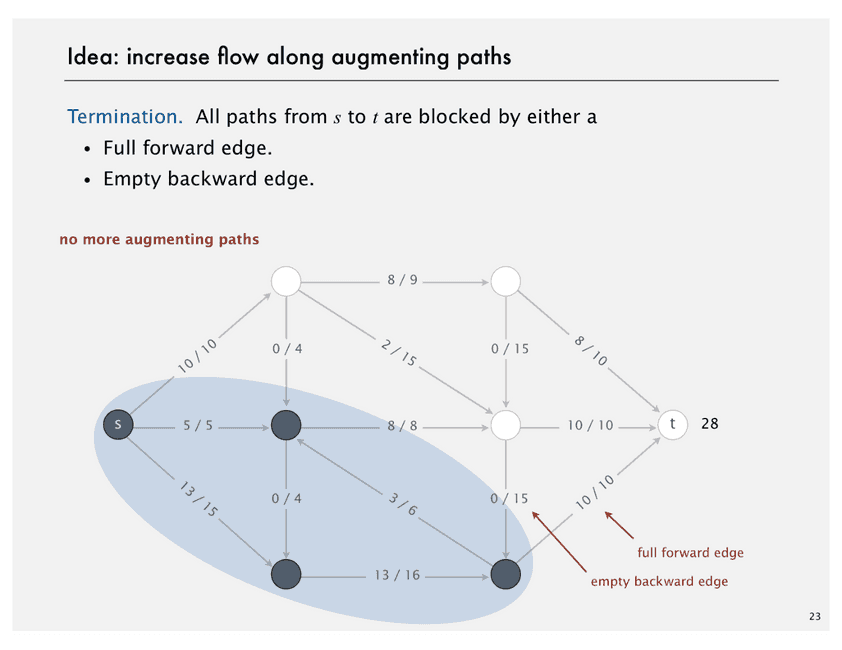 Idea: increase flow along augmenting paths
Termination. All paths from s to t are blocked by either a
• Full forward edge.
• Empty backward edge.
no more augmenting paths
8 / 9
10 / 10
0 / 4
2 / 15
0 / 15
8 / 10
s
5 / 5
8 / 8
10 / 10
t
28
13 / 15
0 / 4
3 / 6
0 / 15
10 / 10
full forward edge
13 / 16
empty backward edge
23